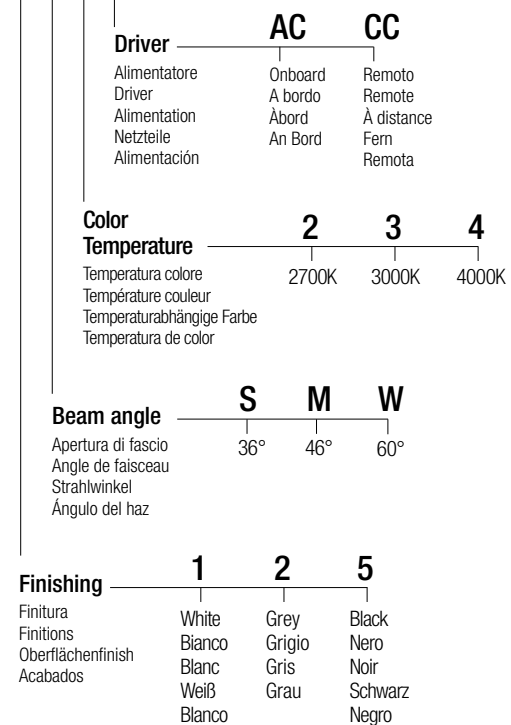 Driver
Alimentatore
Driver
Alimentation
Netzteile
Alimentación
AC
Onboard
A bordo
Àbord
An Bord
CC
Remoto
Remote
À distance
Fern
Remota
Color
Temperature
Temperatura colore
Température couleur
Temperaturabhängige Farbe
Temperatura de color
2
2700K
3
3000K
4
4000K
Beam angle
Apertura di fascio
Angle de faisceau
Strahlwinkel
Ángulo del haz
S
36°
M
46°
W
60°
Finishing
Finitura
Finitions
Oberflächenfinish
Acabados
1
White
Bianco
Blanc
Weiß
Blanco
2
Grey
Grigio
Gris
Grau
5
Black
Nero
Noir
Schwarz
Negro